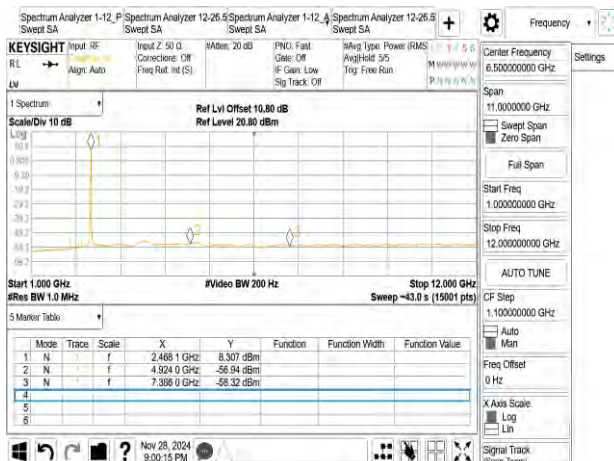 Spectrum Analyzer 1-12_P Spectrum Analyzer 12-26.5 Spectrum Analyzer 1-12_A Spectrum Analyzer 12-26.5
Swept SA Swept SA Swept SA Swept SA
Frequency
KEYSIGHT Input: RF Input Z: 50 Ω #Atten: 20 dB PNO: Fast #Avg Type: Power (RMS)
RL Corrections: Off Gate: Off Avg|Hold: 5/5
Align: Auto Freq Ref: Int (S) IF Gain: Low Trig: Free Run
Sig Track: Off
Settings
1 Spectrum
Ref Lvl Offset 10.80 dB
Scale/Div 10 dB Ref Level 20.80 dBm
Log
1
2
3
Start 1.000 GHz #Video BW 200 Hz Stop 12.000 GHz
#Res BW 1.0 MHz Sweep ~43.0 s (15001 pts)
5 Marker Table
Mode Trace Scale X Y Function Function Width Function Value
1 N f 2.468 1 GHz 8.307 dBm
2 N f 4.924 0 GHz -56.94 dBm
3 N f 7.386 0 GHz -58.32 dBm
4
5
6
Nov 28, 2024
9:00:15 PM
Center Frequency
6.500000000 GHz
Span
11.0000000 GHz
Swept Span
Zero Span
Full Span
Start Freq
1.000000000 GHz
Stop Freq
12.000000000 GHz
AUTO TUNE
CF Step
1.100000000 GHz
Auto
Man
Freq Offset
0 Hz
X Axis Scale
Log
Lin
Signal Track